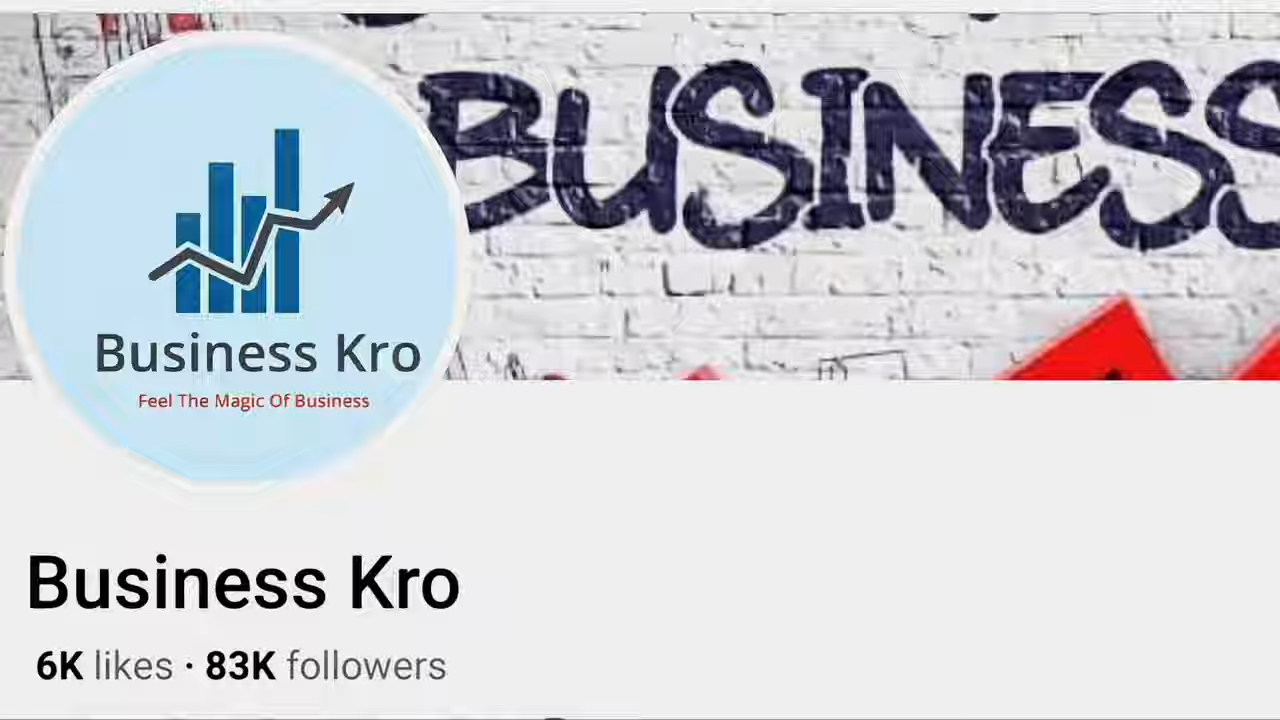 BUSINESS
Business Kro
Feel The Magic Of Business
Business Kro
6K likes · 83K followers